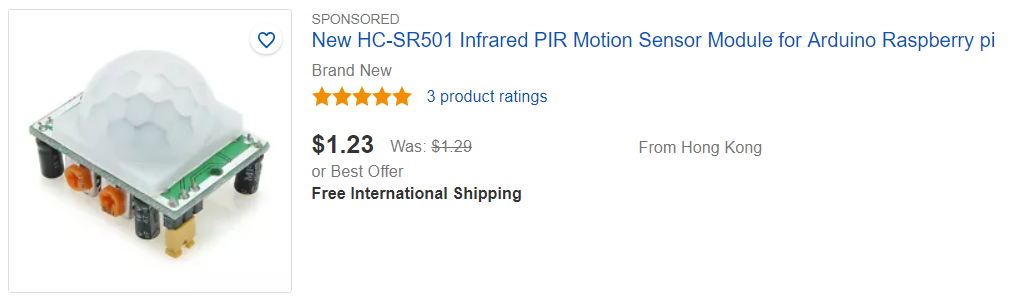 SPONSORED
New HC-SR501 Infrared PIR Motion Sensor Module for Arduino Raspberry pi
Brand New
3 product ratings
$1.23 Was: $1.29 From Hong Kong
or Best Offer
Free International Shipping